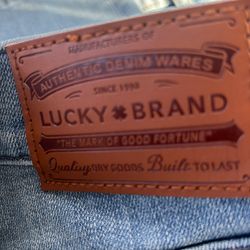 MANUFACTURERS OF
AUTHENTIC DENIM WARES
SINCE 1990
LUCKY BRAND
"THE MARK OF GOOD FORTUNE"
Quality DRY GOODS Built TO LAST